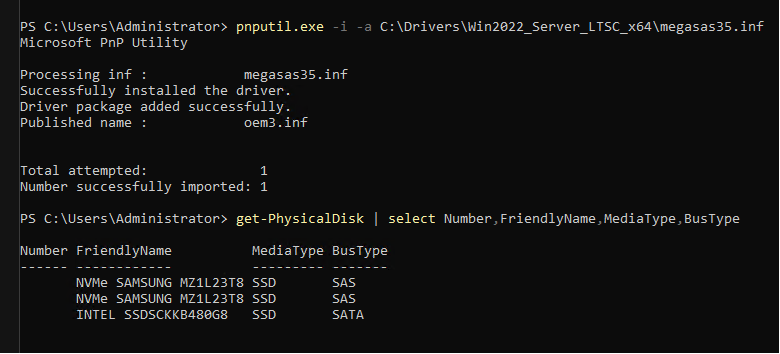 PS C:\Users\Administrator> pnputil.exe -i -a C:\Drivers\Win2022_Server_LTSC_x64\megasas35.inf
Microsoft PnP Utility
Processing inf :            megasas35.inf
Successfully installed the driver.
Driver package added successfully.
Published name :            oem3.inf
Total attempted:              1
Number successfully imported: 1
PS C:\Users\Administrator> get-PhysicalDisk | select Number,FriendlyName,MediaType,BusType
Number FriendlyName          MediaType BusType
------ ------------          --------- -------
       NVMe SAMSUNG MZ1L23T8 SSD       SAS
       NVMe SAMSUNG MZ1L23T8 SSD       SAS
       INTEL SSDSCKKB480G8   SSD       SATA